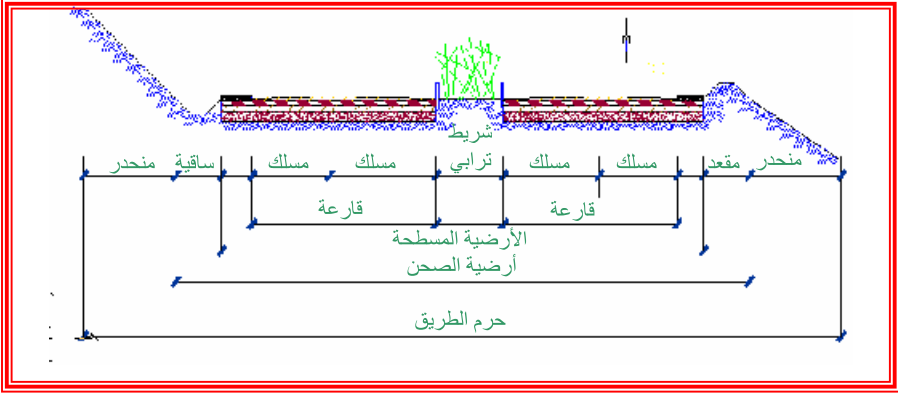 شريط
ترابي
منحدر مقعد مسلك مسلك مسلك مسلك ساقية منحدر
قارعة قارعة
الأرضية المسطحة
أرضية الصحن
حرم الطريق